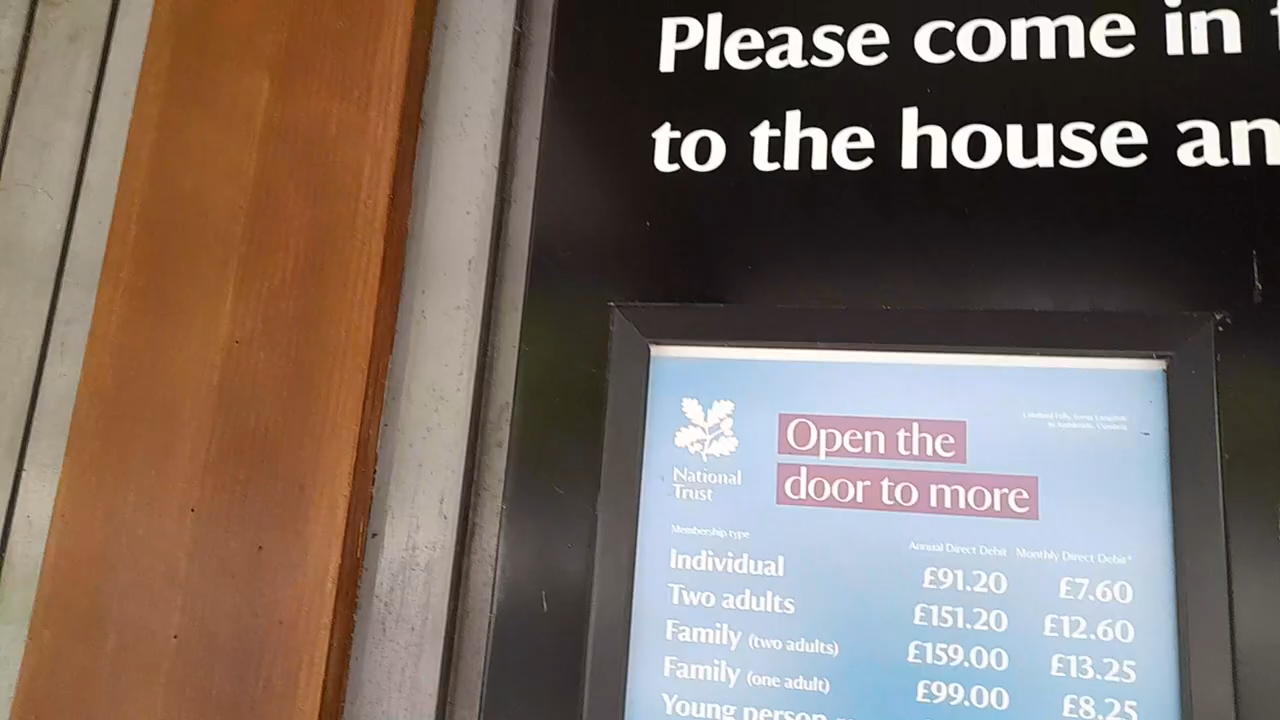 Please come in
to the house an
National
Trust
Open the
door to more
Membership type
Annual Direct Debit Monthly Direct Debit*
Individual £91.20 £7.60
Two adults £151.20 £12.60
Family (two adults) £159.00 £13.25
Family (one adult) £99.00 £8.25
Young person